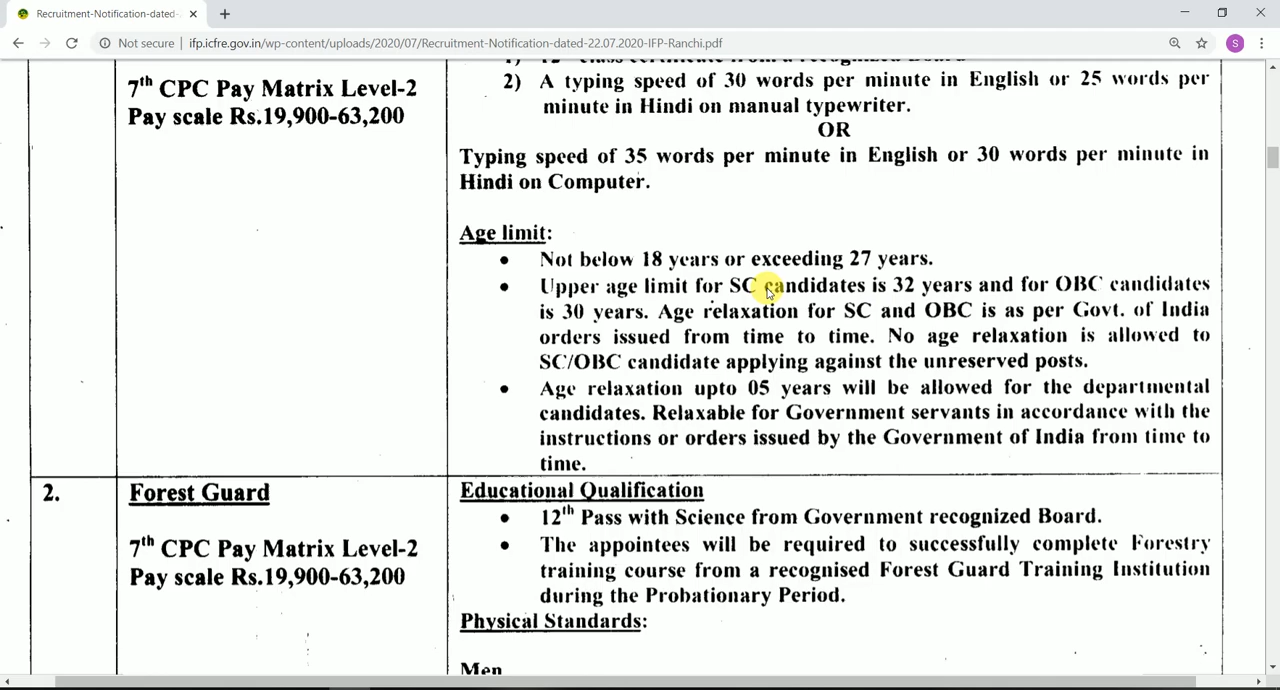 Recruitment-Notification-dated-
Not secure | ifp.icfre.gov.in/wp-content/uploads/2020/07/Recruitment-Notification-dated-22.07.2020-IFP-Ranchi.pdf
S
7th CPC Pay Matrix Level-2
Pay scale Rs.19,900-63,200
2) A typing speed of 30 words per minute in English or 25 words per
minute in Hindi on manual typewriter.
OR
Typing speed of 35 words per minute in English or 30 words per minute in
Hindi on Computer.
Age limit:
• Not below 18 years or exceeding 27 years.
• Upper age limit for SC candidates is 32 years and for OBC candidates
is 30 years. Age relaxation for SC and OBC is as per Govt. of India
orders issued from time to time. No age relaxation is allowed to
SC/OBC candidate applying against the unreserved posts.
• Age relaxation upto 05 years will be allowed for the departmental
candidates. Relaxable for Government servants in accordance with the
instructions or orders issued by the Government of India from time to
time.
2.
Forest Guard
7th CPC Pay Matrix Level-2
Pay scale Rs.19,900-63,200
Educational Qualification
• 12th Pass with Science from Government recognized Board.
• The appointees will be required to successfully complete Forestry
training course from a recognised Forest Guard Training Institution
during the Probationary Period.
Physical Standards:
Men